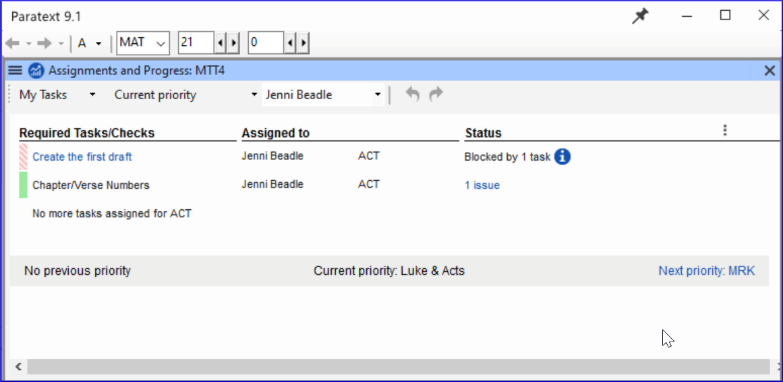 Paratext 9.1
A MAT 21 0
Assignments and Progress: MTT4
My Tasks Current priority Jenni Beadle
Required Tasks/Checks Assigned to Status
Create the first draft Jenni Beadle ACT Blocked by 1 task i
Chapter/Verse Numbers Jenni Beadle ACT 1 issue
No more tasks assigned for ACT
No previous priority Current priority: Luke & Acts Next priority: MRK